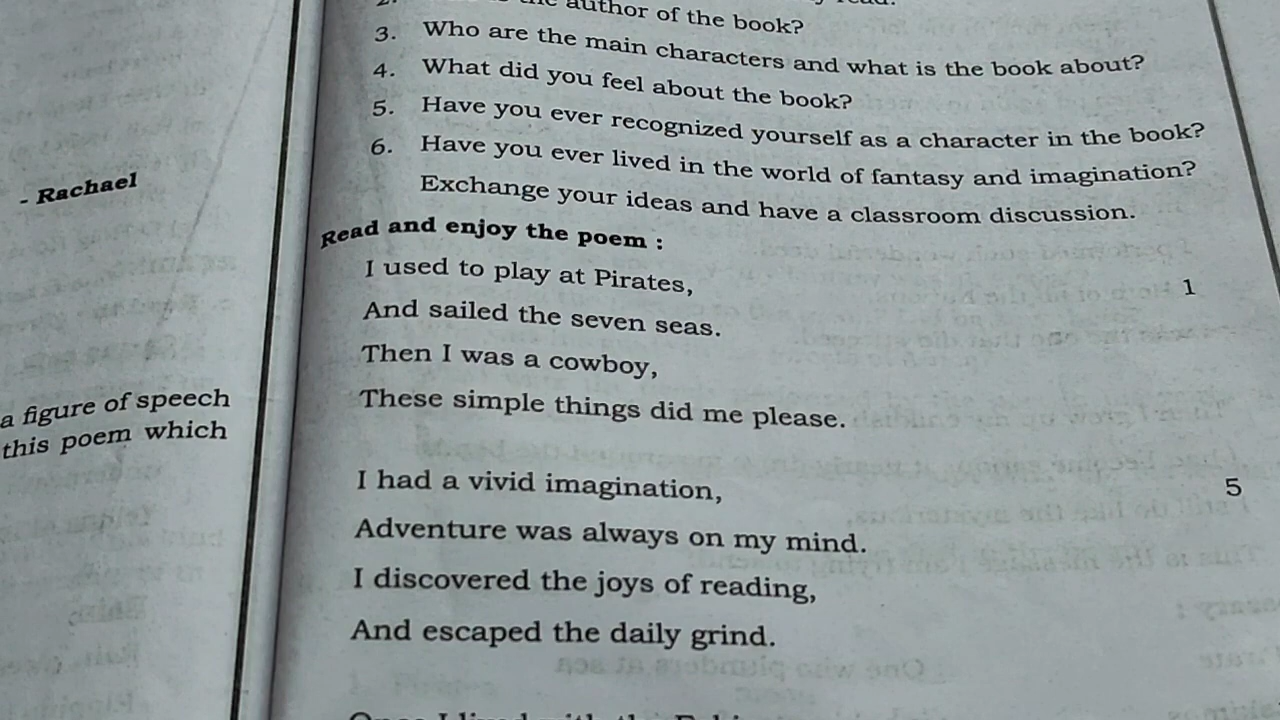 author of the book?
3. Who are the main characters and what is the book about?
4. What did you feel about the book?
5. Have you ever recognized yourself as a character in the book?
6. Have you ever lived in the world of fantasy and imagination?
Exchange your ideas and have a classroom discussion.
- Rachael
Read and enjoy the poem :
I used to play at Pirates, 1
And sailed the seven seas.
Then I was a cowboy,
These simple things did me please.
a figure of speech
this poem which
I had a vivid imagination, 5
Adventure was always on my mind.
I discovered the joys of reading,
And escaped the daily grind.